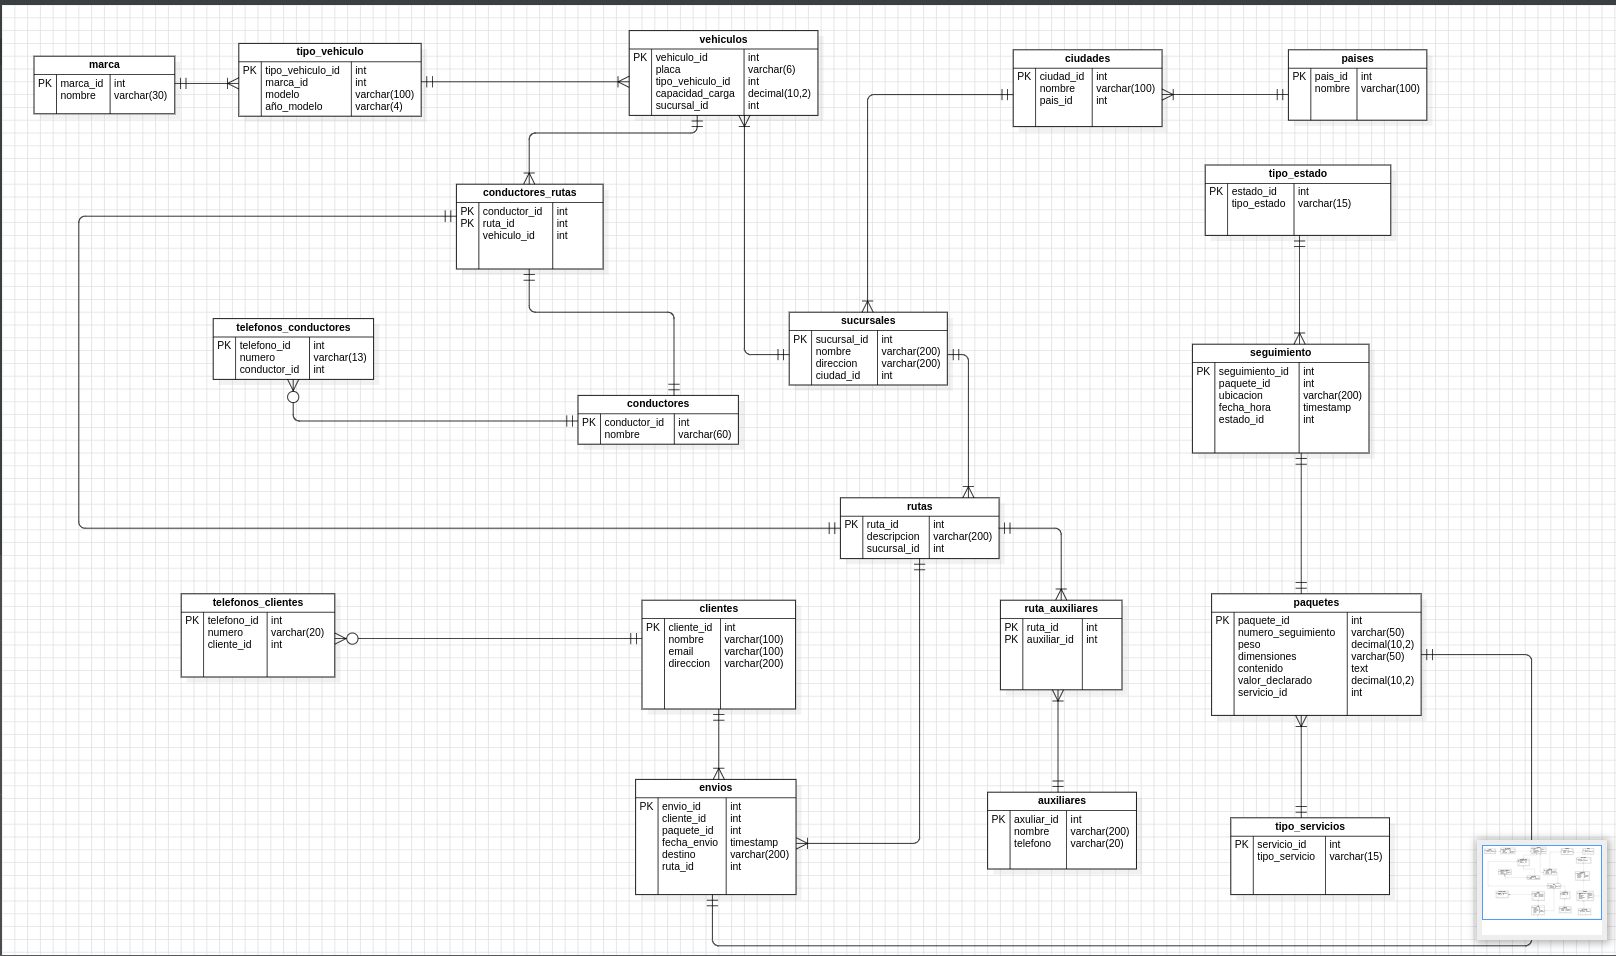 marca
PK marca_id int
nombre varchar(30)
tipo_vehiculo
PK tipo_vehiculo_id int
marca_id int
modelo varchar(100)
año_modelo varchar(4)
vehiculos
PK vehiculo_id int
placa varchar(6)
tipo_vehiculo_id int
capacidad_carga decimal(10,2)
sucursal_id int
ciudades
PK ciudad_id int
nombre varchar(100)
pais_id int
paises
PK pais_id int
nombre varchar(100)
tipo_estado
PK estado_id int
tipo_estado varchar(15)
conductores_rutas
PK conductor_id int
PK ruta_id int
vehiculo_id int
telefonos_conductores
PK telefono_id int
numero varchar(13)
conductor_id int
sucursales
PK sucursal_id int
nombre varchar(200)
direccion varchar(200)
ciudad_id int
seguimiento
PK seguimiento_id int
paquete_id int
ubicacion varchar(200)
fecha_hora timestamp
estado_id int
conductores
PK conductor_id int
nombre varchar(60)
rutas
PK ruta_id int
descripcion varchar(200)
sucursal_id int
telefonos_clientes
PK telefono_id int
numero varchar(20)
cliente_id int
clientes
PK cliente_id int
nombre varchar(100)
email varchar(100)
direccion varchar(200)
ruta_auxiliares
PK ruta_id int
PK auxiliar_id int
paquetes
PK paquete_id int
numero_seguimiento varchar(50)
peso decimal(10,2)
dimensiones varchar(50)
contenido text
valor_declarado decimal(10,2)
servicio_id int
envios
PK envio_id int
cliente_id int
paquete_id int
fecha_envio timestamp
destino varchar(200)
ruta_id int
auxiliares
PK axuliar_id int
nombre varchar(200)
telefono varchar(20)
tipo_servicios
PK servicio_id int
tipo_servicio varchar(15)